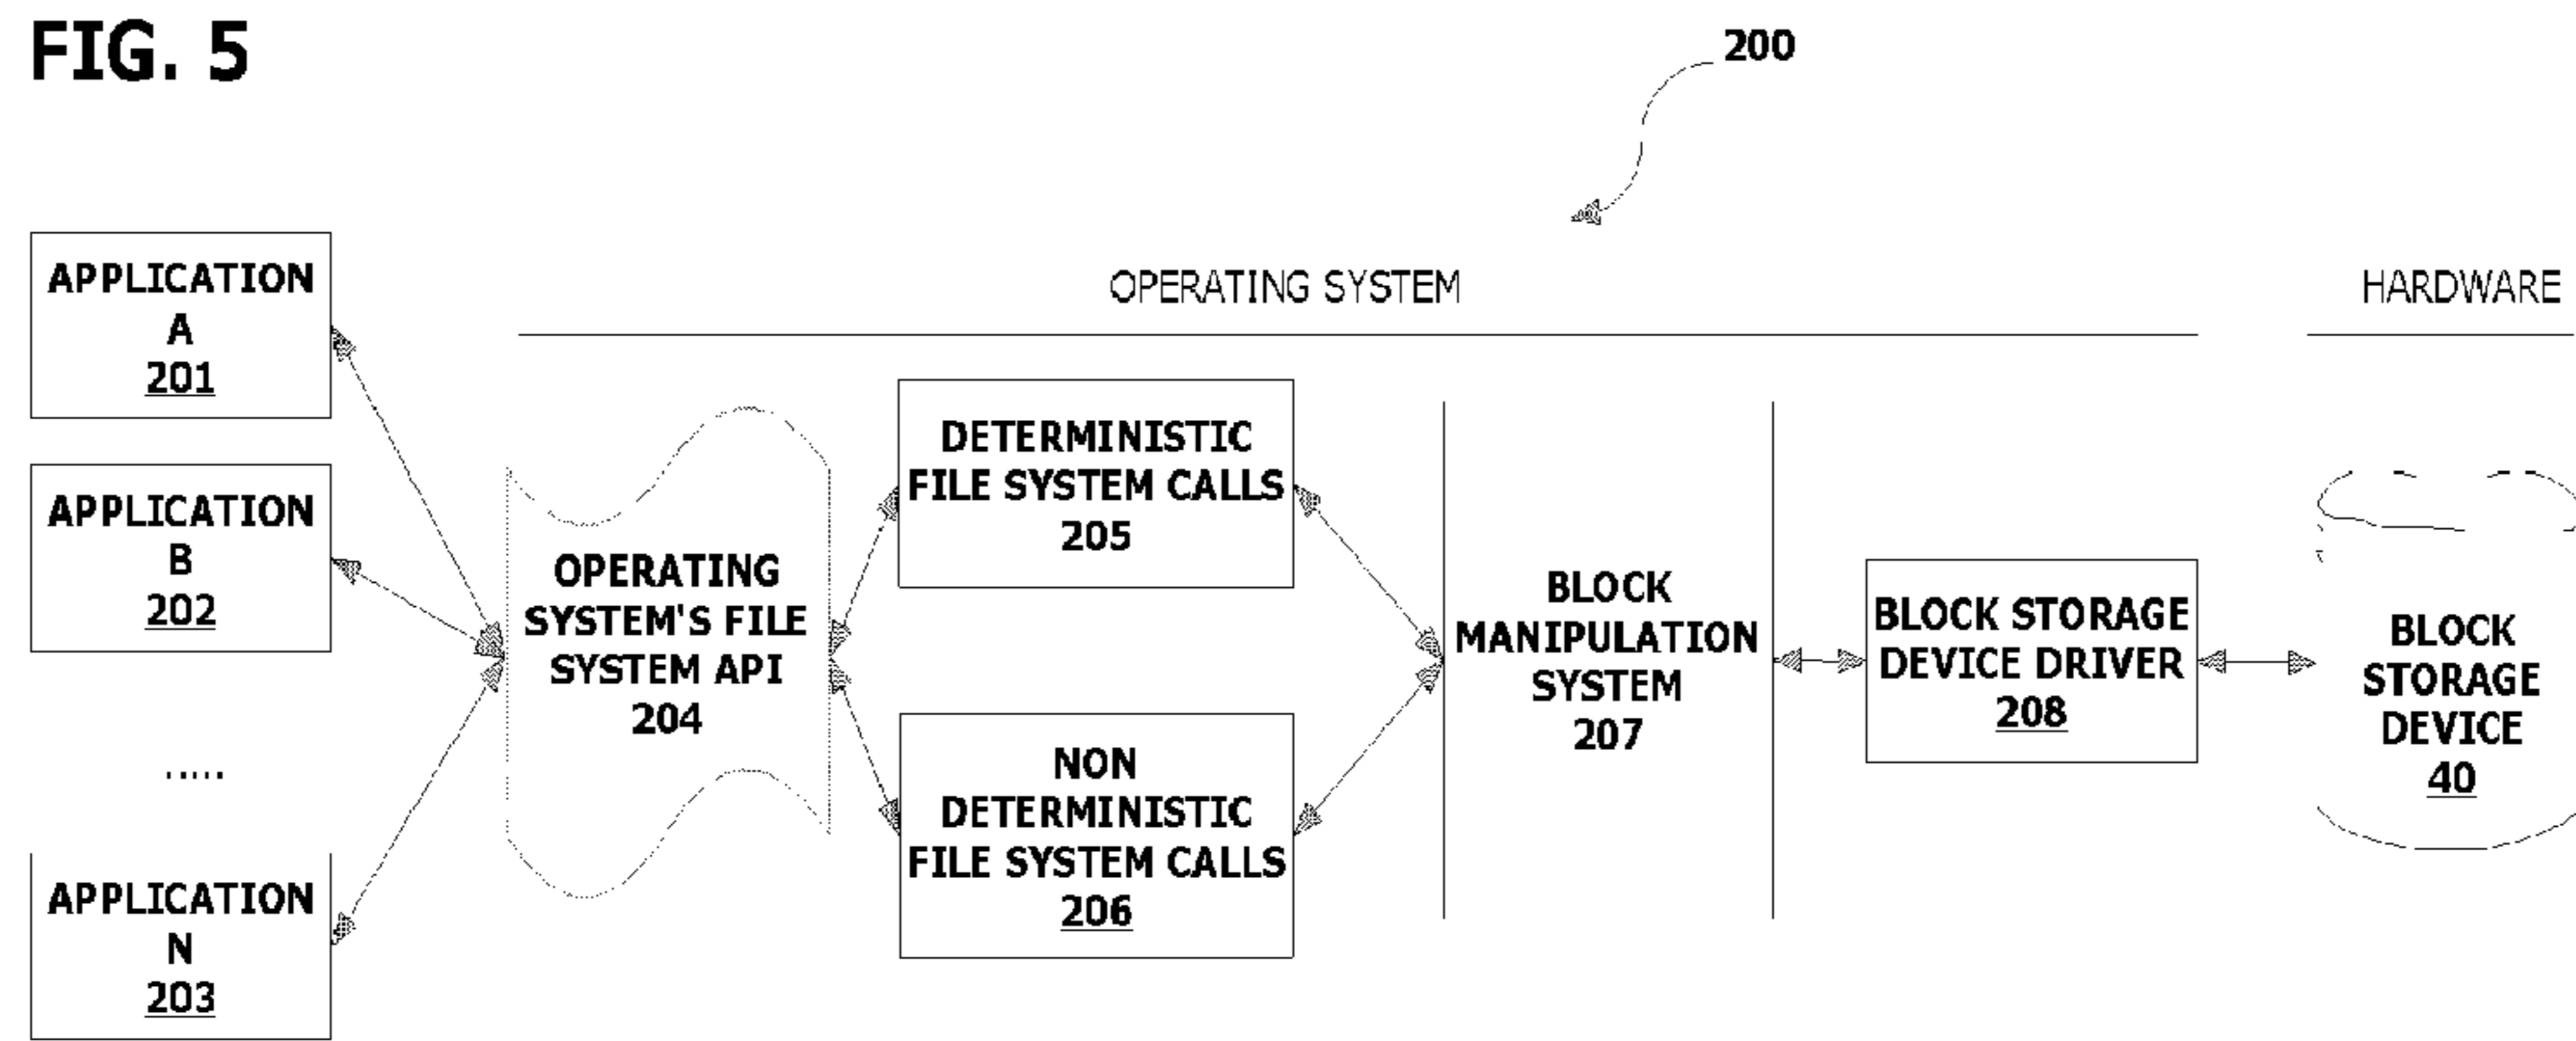 FIG. 5
200
OPERATING SYSTEM
HARDWARE
APPLICATION
A
201
APPLICATION
B
202
.....
APPLICATION
N
203
OPERATING
SYSTEM'S FILE
SYSTEM API
204
DETERMINISTIC
FILE SYSTEM CALLS
205
NON
DETERMINISTIC
FILE SYSTEM CALLS
206
BLOCK
MANIPULATION
SYSTEM
207
BLOCK STORAGE
DEVICE DRIVER
208
BLOCK
STORAGE
DEVICE
40